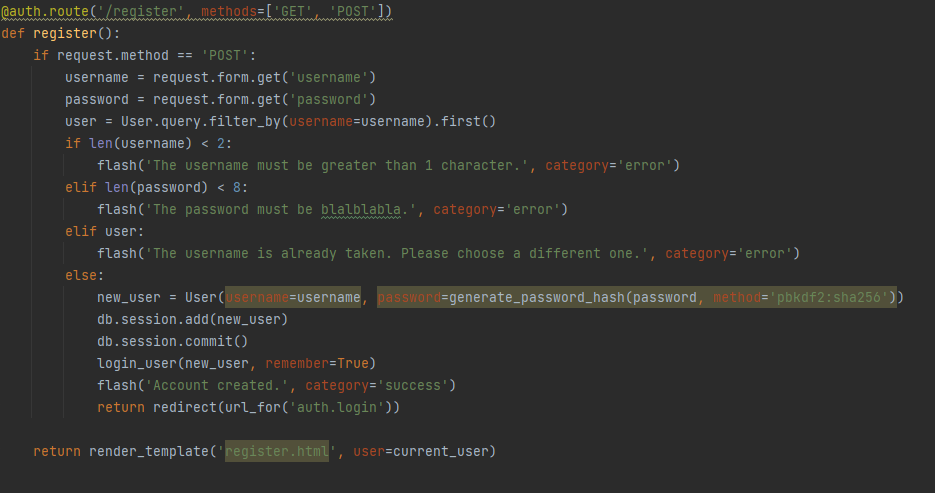 @auth.route('/register', methods=['GET', 'POST'])
def register():
    if request.method == 'POST':
        username = request.form.get('username')
        password = request.form.get('password')
        user = User.query.filter_by(username=username).first()
        if len(username) < 2:
            flash('The username must be greater than 1 character.', category='error')
        elif len(password) < 8:
            flash('The password must be blalblabla.', category='error')
        elif user:
            flash('The username is already taken. Please choose a different one.', category='error')
        else:
            new_user = User(username=username, password=generate_password_hash(password, method='pbkdf2:sha256'))
            db.session.add(new_user)
            db.session.commit()
            login_user(new_user, remember=True)
            flash('Account created.', category='success')
            return redirect(url_for('auth.login'))
    return render_template('register.html', user=current_user)